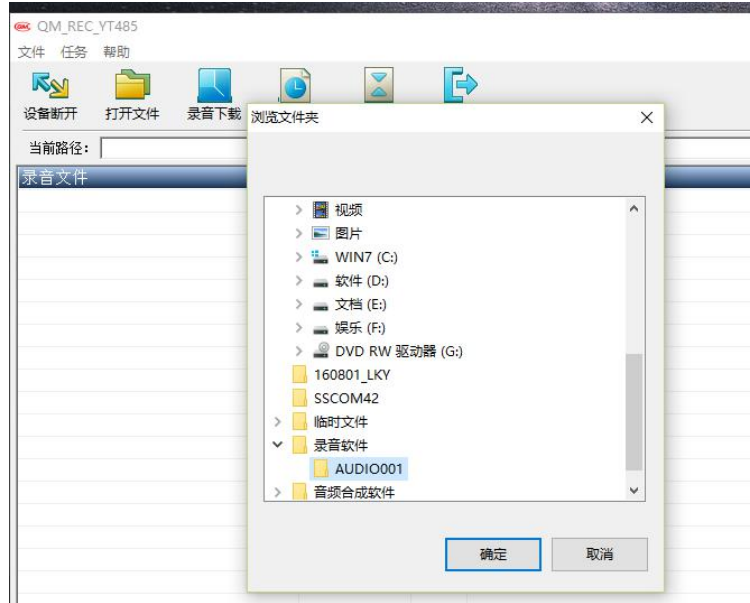 QM_REC_YT485
文件 任务 帮助
设备断开 打开文件 录音下载
浏览文件夹
当前路径:
录音文件
视频
图片
WIN7 (C:)
软件 (D:)
文档 (E:)
娱乐 (F:)
DVD RW 驱动器 (G:)
160801_LKY
SSCOM42
临时文件
录音软件
AUDIO001
音频合成软件
确定 取消